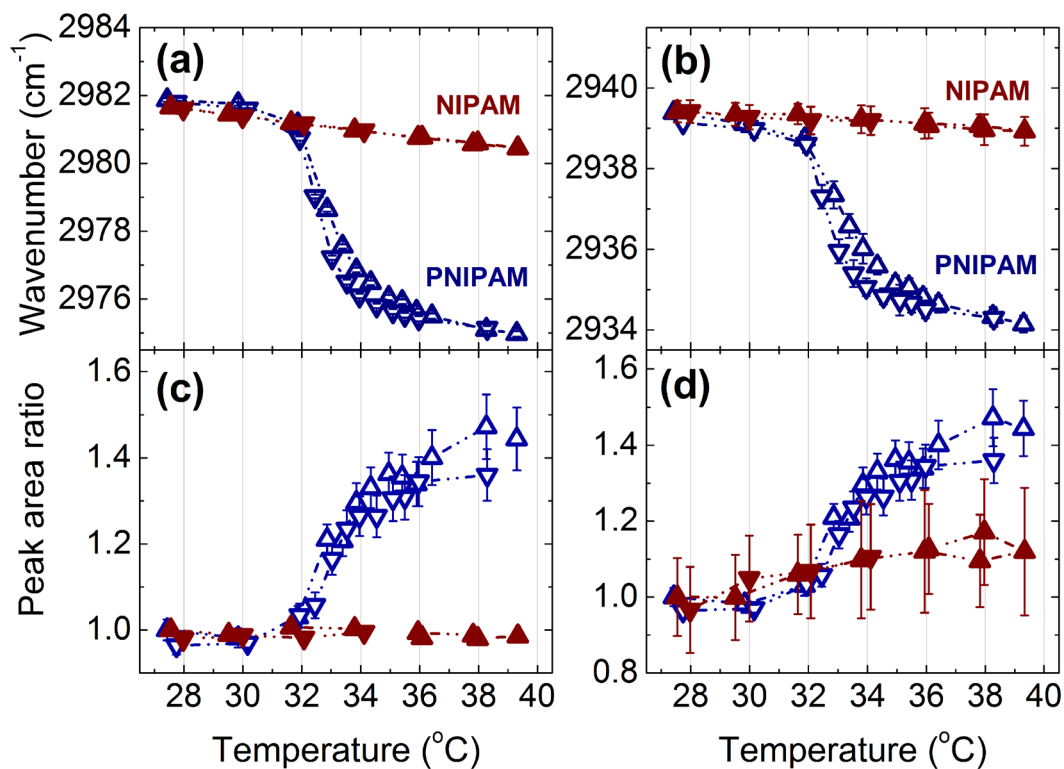 2984
2982
2980
2978
2976
Wavenumber (cm⁻¹)
(a)
NIPAM
PNIPAM
2940
2938
2936
2934
(b)
NIPAM
PNIPAM
1.6
1.4
1.2
1.0
Peak area ratio
(c)
28 30 32 34 36 38 40
Temperature (°C)
1.6
1.4
1.2
1.0
0.8
(d)
28 30 32 34 36 38 40
Temperature (°C)